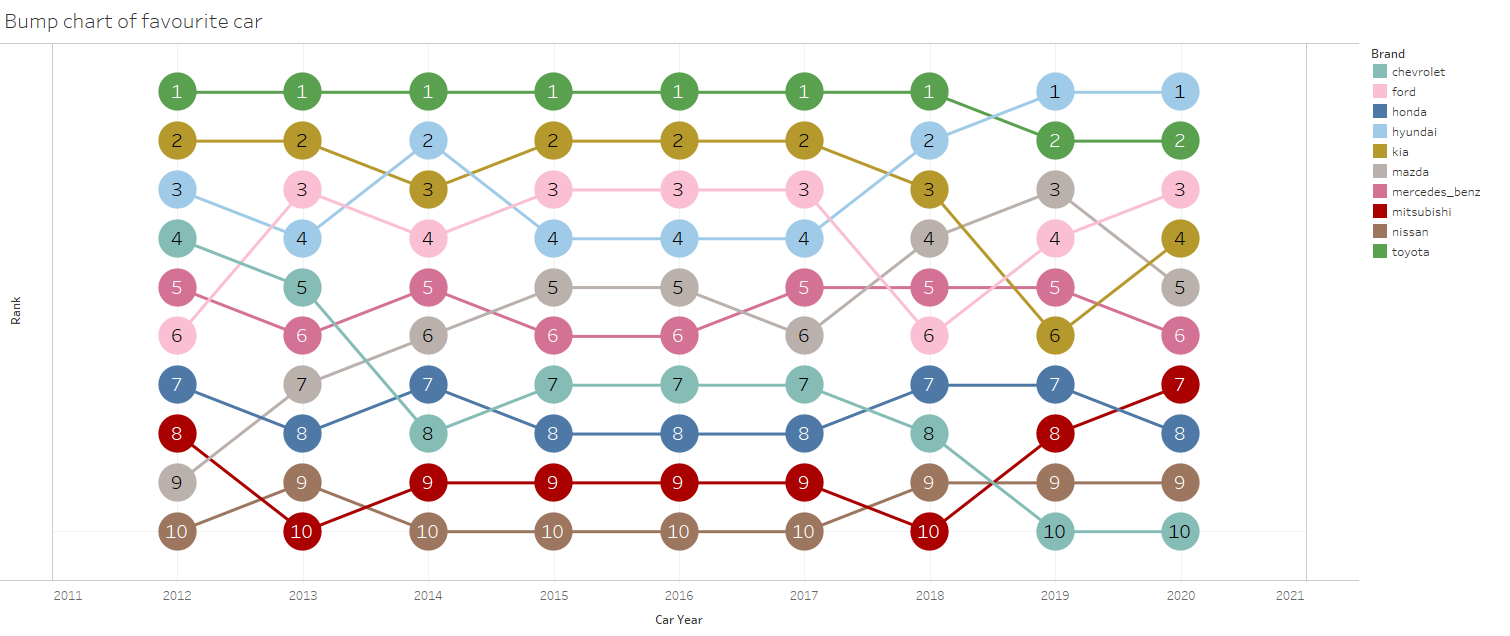 Bump chart of favourite car
Brand
chevrolet
ford
honda
hyundai
kia
mazda
mercedes_benz
mitsubishi
nissan
toyota
Rank
1 1 1 1 1 1 1 1 1
2 2 2 2 2 2 2 2 2
3 3 3 3 3 3 3 3 3
4 4 4 4 4 4 4 4 4
5 5 5 5 5 5 5 5 5
6 6 6 6 6 6 6 6 6
7 7 7 7 7 7 7 7 7
8 8 8 8 8 8 8 8 8
9 9 9 9 9 9 9 9 9
10 10 10 10 10 10 10 10 10
2011 2012 2013 2014 2015 2016 2017 2018 2019 2020 2021
Car Year